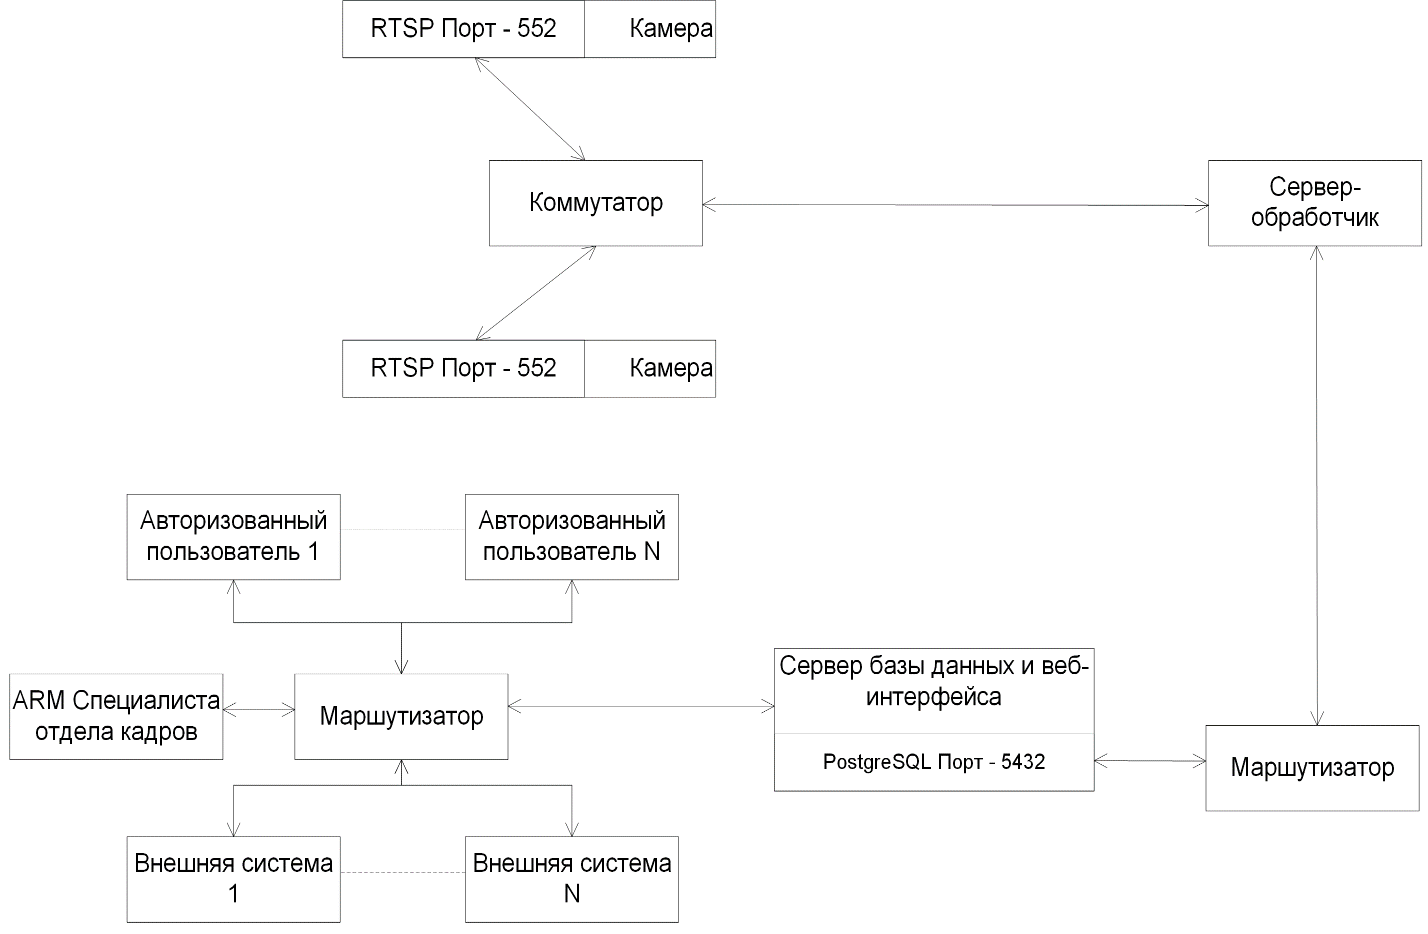 RTSP Порт - 552
Камера
Коммутатор
Сервер-
обработчик
RTSP Порт - 552
Камера
Авторизованный
пользователь 1
Авторизованный
пользователь N
ARM Специалиста
отдела кадров
Маршутизатор
Сервер базы данных и веб-
интерфейса
PostgreSQL Порт - 5432
Маршутизатор
Внешняя система
1
Внешняя система
N